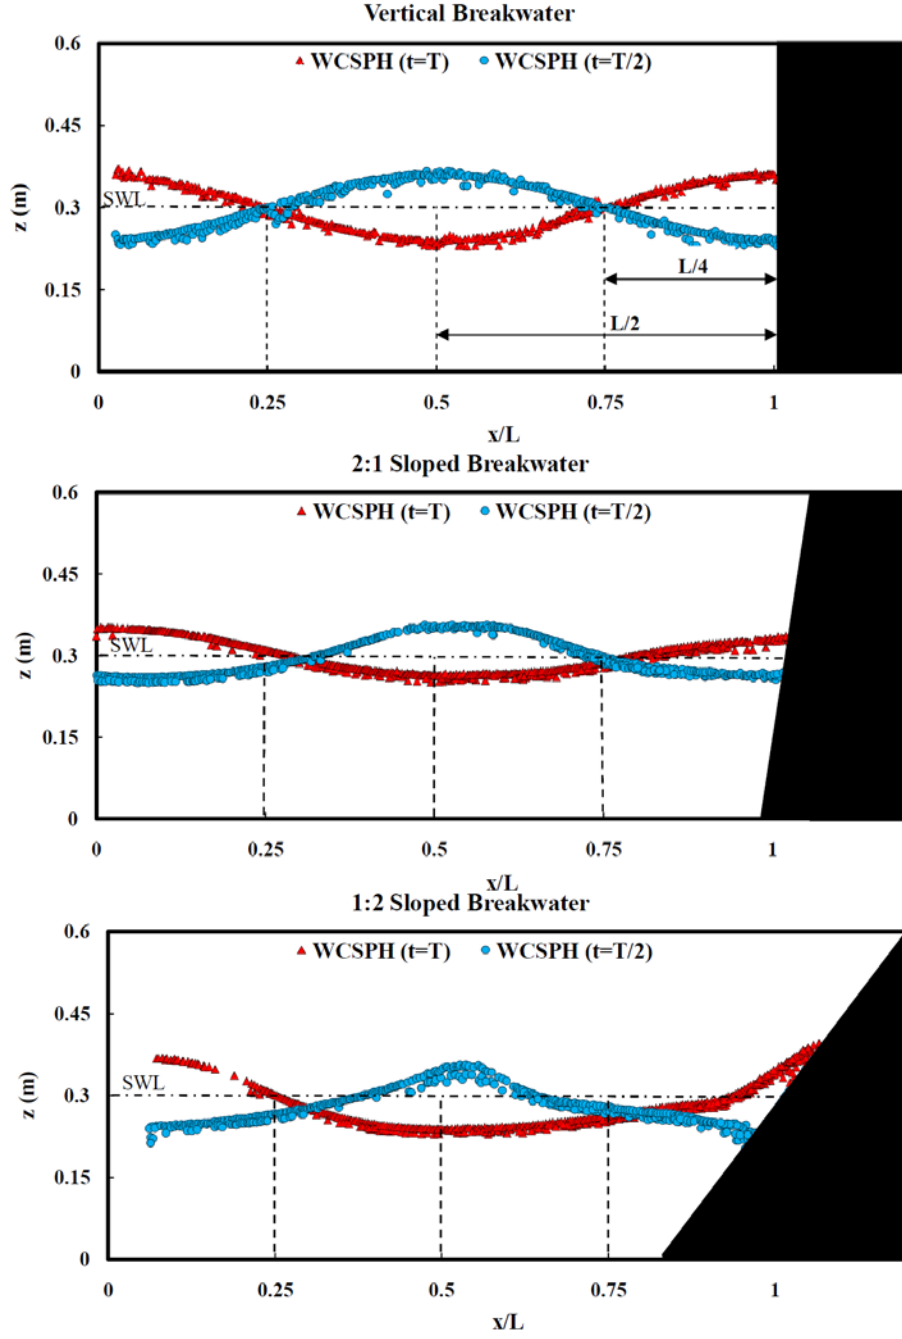 Vertical Breakwater
0.6
WCSPH (t=T) WCSPH (t=T/2)
0.45
z (m)
SWL
0.3
L/4
0.15
L/2
0
0 0.25 0.5 0.75 1
x/L
2:1 Sloped Breakwater
0.6
WCSPH (t=T) WCSPH (t=T/2)
0.45
z (m)
SWL
0.3
0.15
0
0 0.25 0.5 0.75 1
x/L
1:2 Sloped Breakwater
0.6
WCSPH (t=T) WCSPH (t=T/2)
0.45
z (m)
SWL
0.3
0.15
0
0 0.25 0.5 0.75 1
x/L